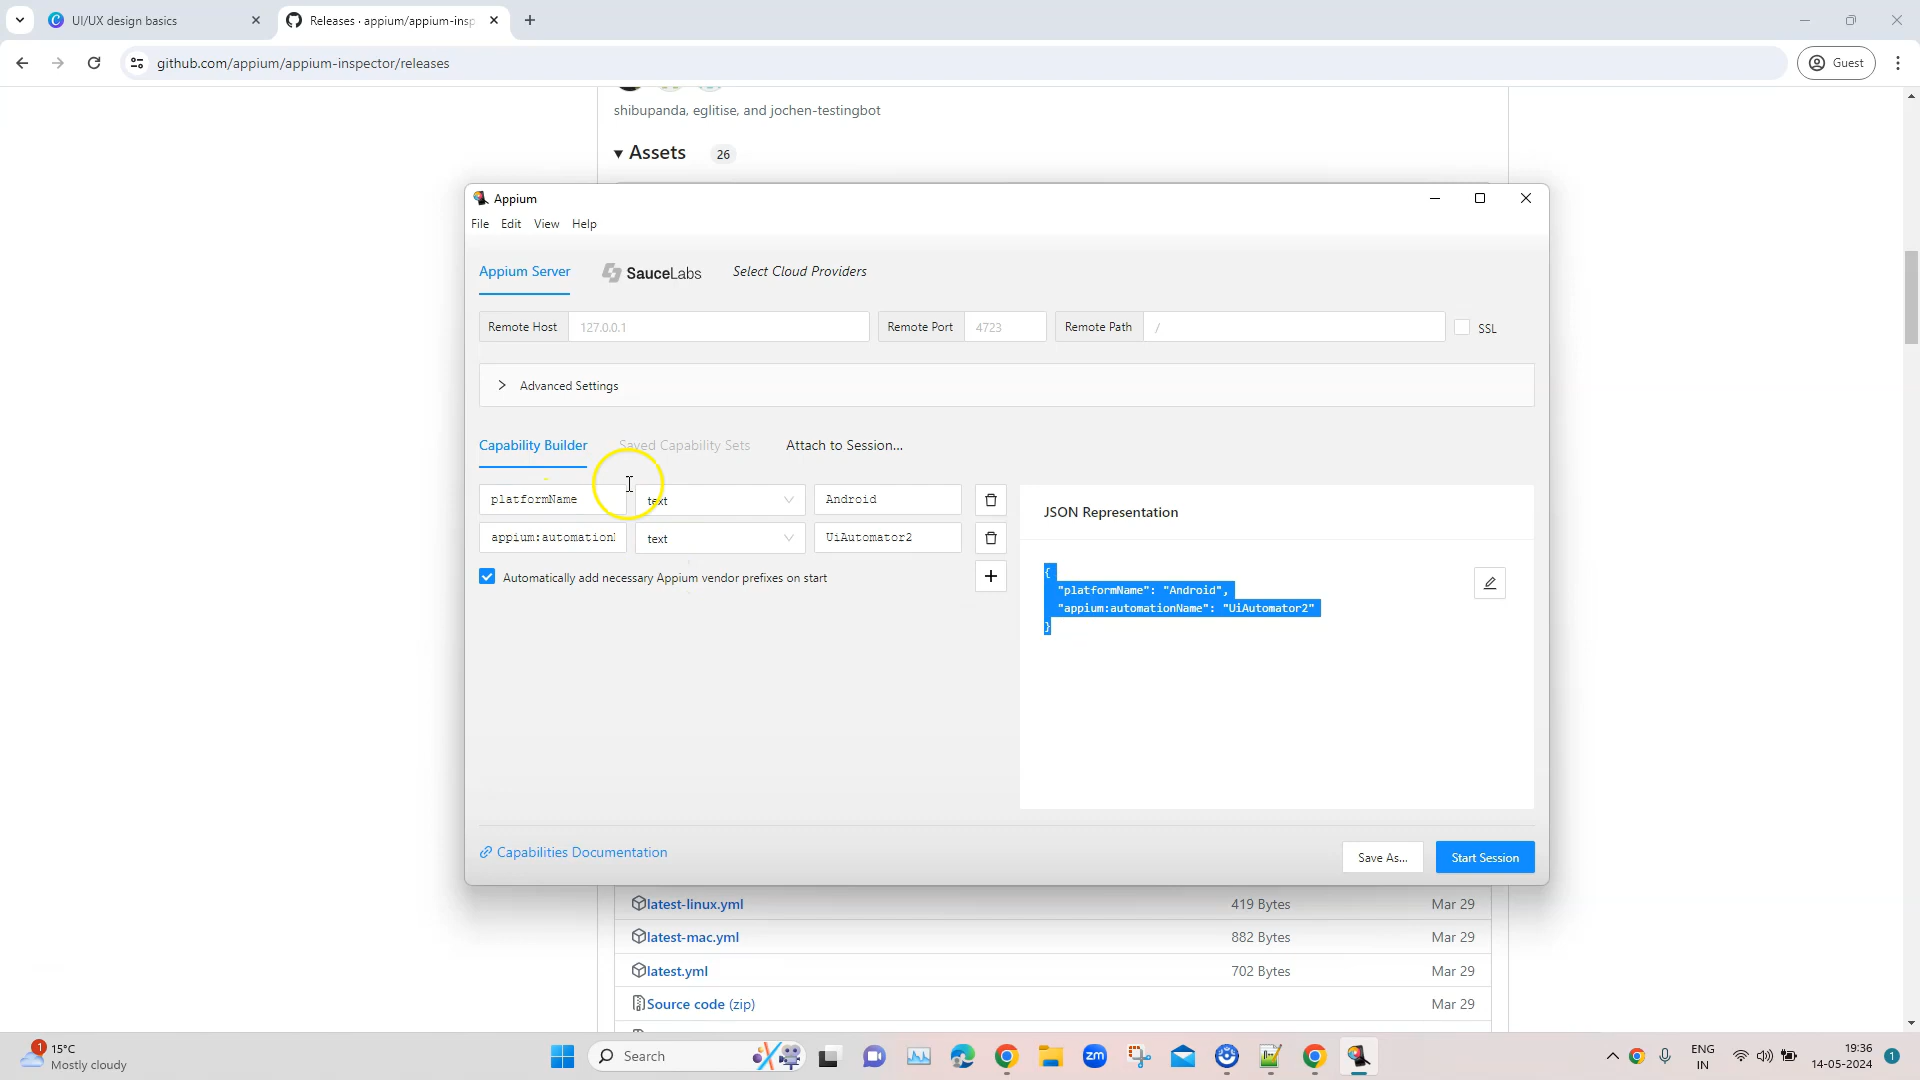 UI/UX design basics
Releases · appium/appium-insp
github.com/appium/appium-inspector/releases
Guest
shibupanda, eglitise, and jochen-testingbot
Assets 26
Appium
File Edit View Help
Appium Server
SauceLabs
Select Cloud Providers
Remote Host 127.0.0.1
Remote Port 4723
Remote Path /
SSL
Advanced Settings
Capability Builder
Saved Capability Sets
Attach to Session...
platformName text Android
appium:automationl text UiAutomator2
Automatically add necessary Appium vendor prefixes on start
JSON Representation
{
"platformName": "Android",
"appium:automationName": "UiAutomator2"
}
Capabilities Documentation
Save As...
Start Session
latest-linux.yml 419 Bytes Mar 29
latest-mac.yml 882 Bytes Mar 29
latest.yml 702 Bytes Mar 29
Source code (zip) Mar 29
1
15°C
Mostly cloudy
Search
zm
ENG
IN
19:36
14-05-2024
1